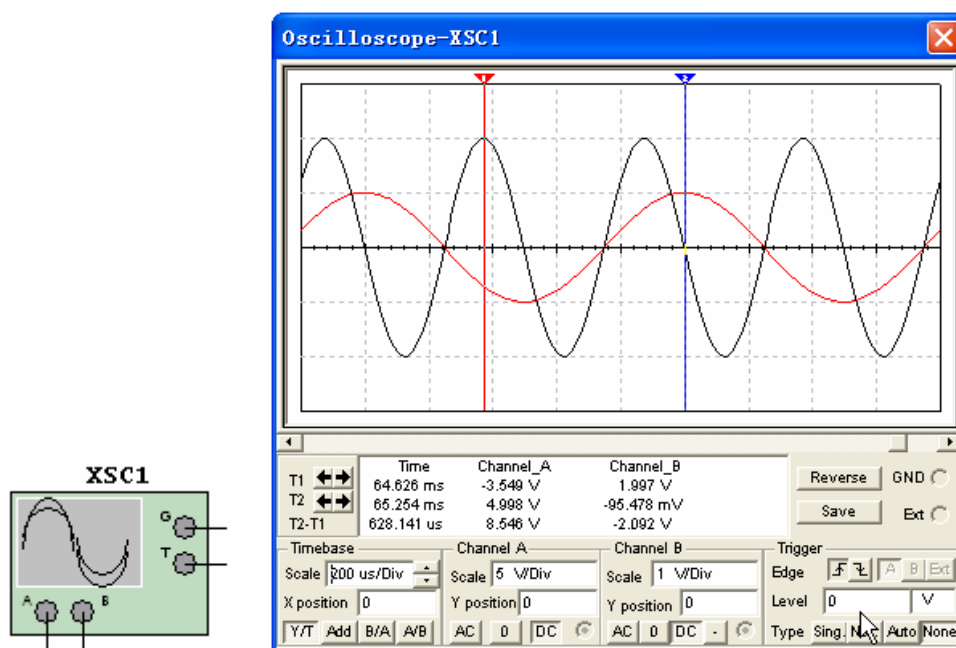 Oscilloscope-XSC1
XSC1
G
T
A B
1 2
Time Channel_A Channel_B
T1 64.626 ms -3.549 V 1.997 V
T2 65.254 ms 4.998 V -95.478 mV
T2-T1 628.141 us 8.546 V -2.092 V
Reverse GND
Save Ext
Timebase
Scale 200 us/Div
X position 0
Y/T Add B/A A/B
Channel A
Scale 5 V/Div
Y position 0
AC 0 DC
Channel B
Scale 1 V/Div
Y position 0
AC 0 DC -
Trigger
Edge A B Ext
Level 0 V
Type Sing. Auto None